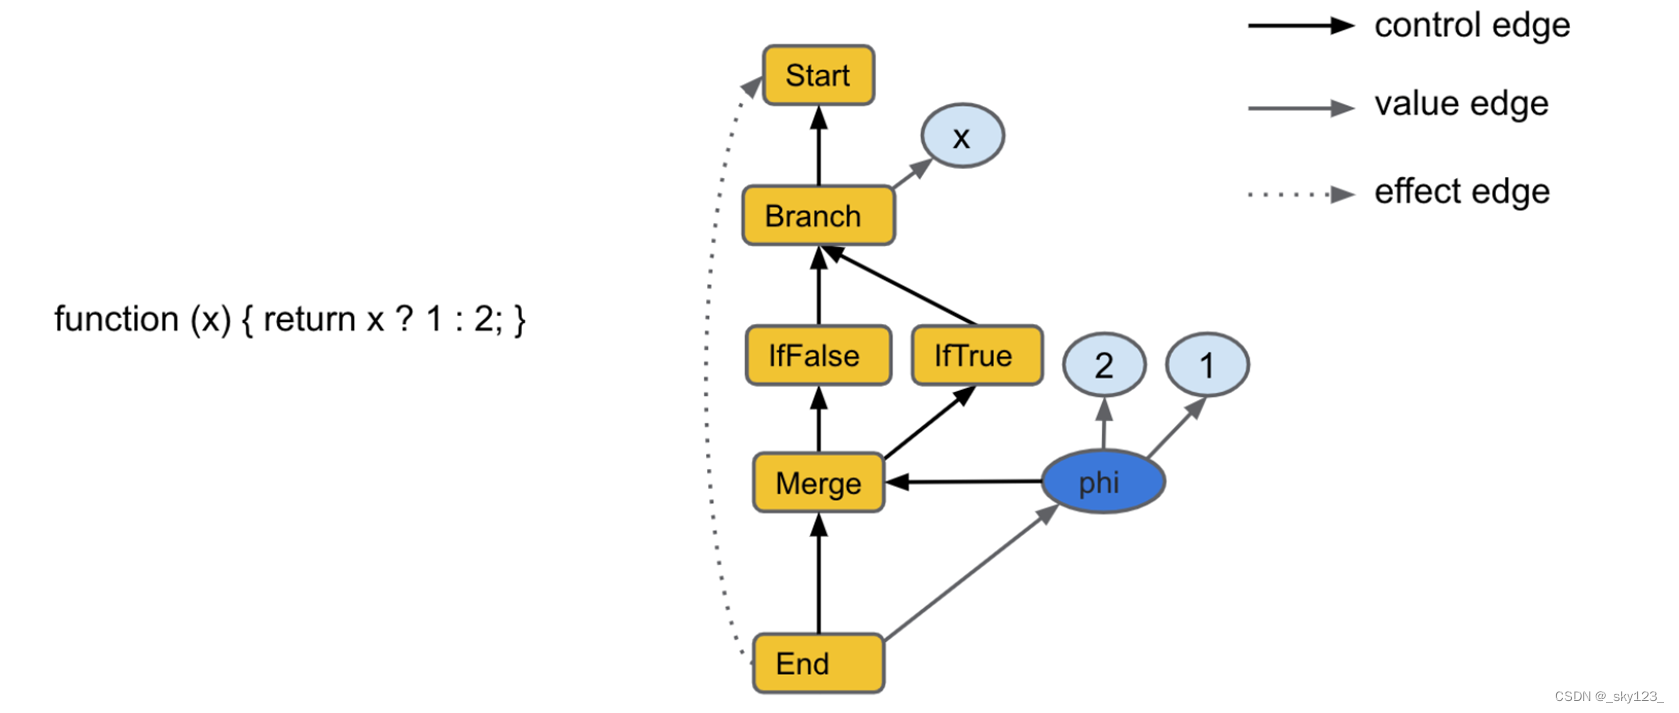 control edge
Start
value edge
x
effect edge
Branch
function (x) { return x ? 1 : 2; }
IfFalse
IfTrue
2
1
Merge
phi
End
CSDN @_sky123_